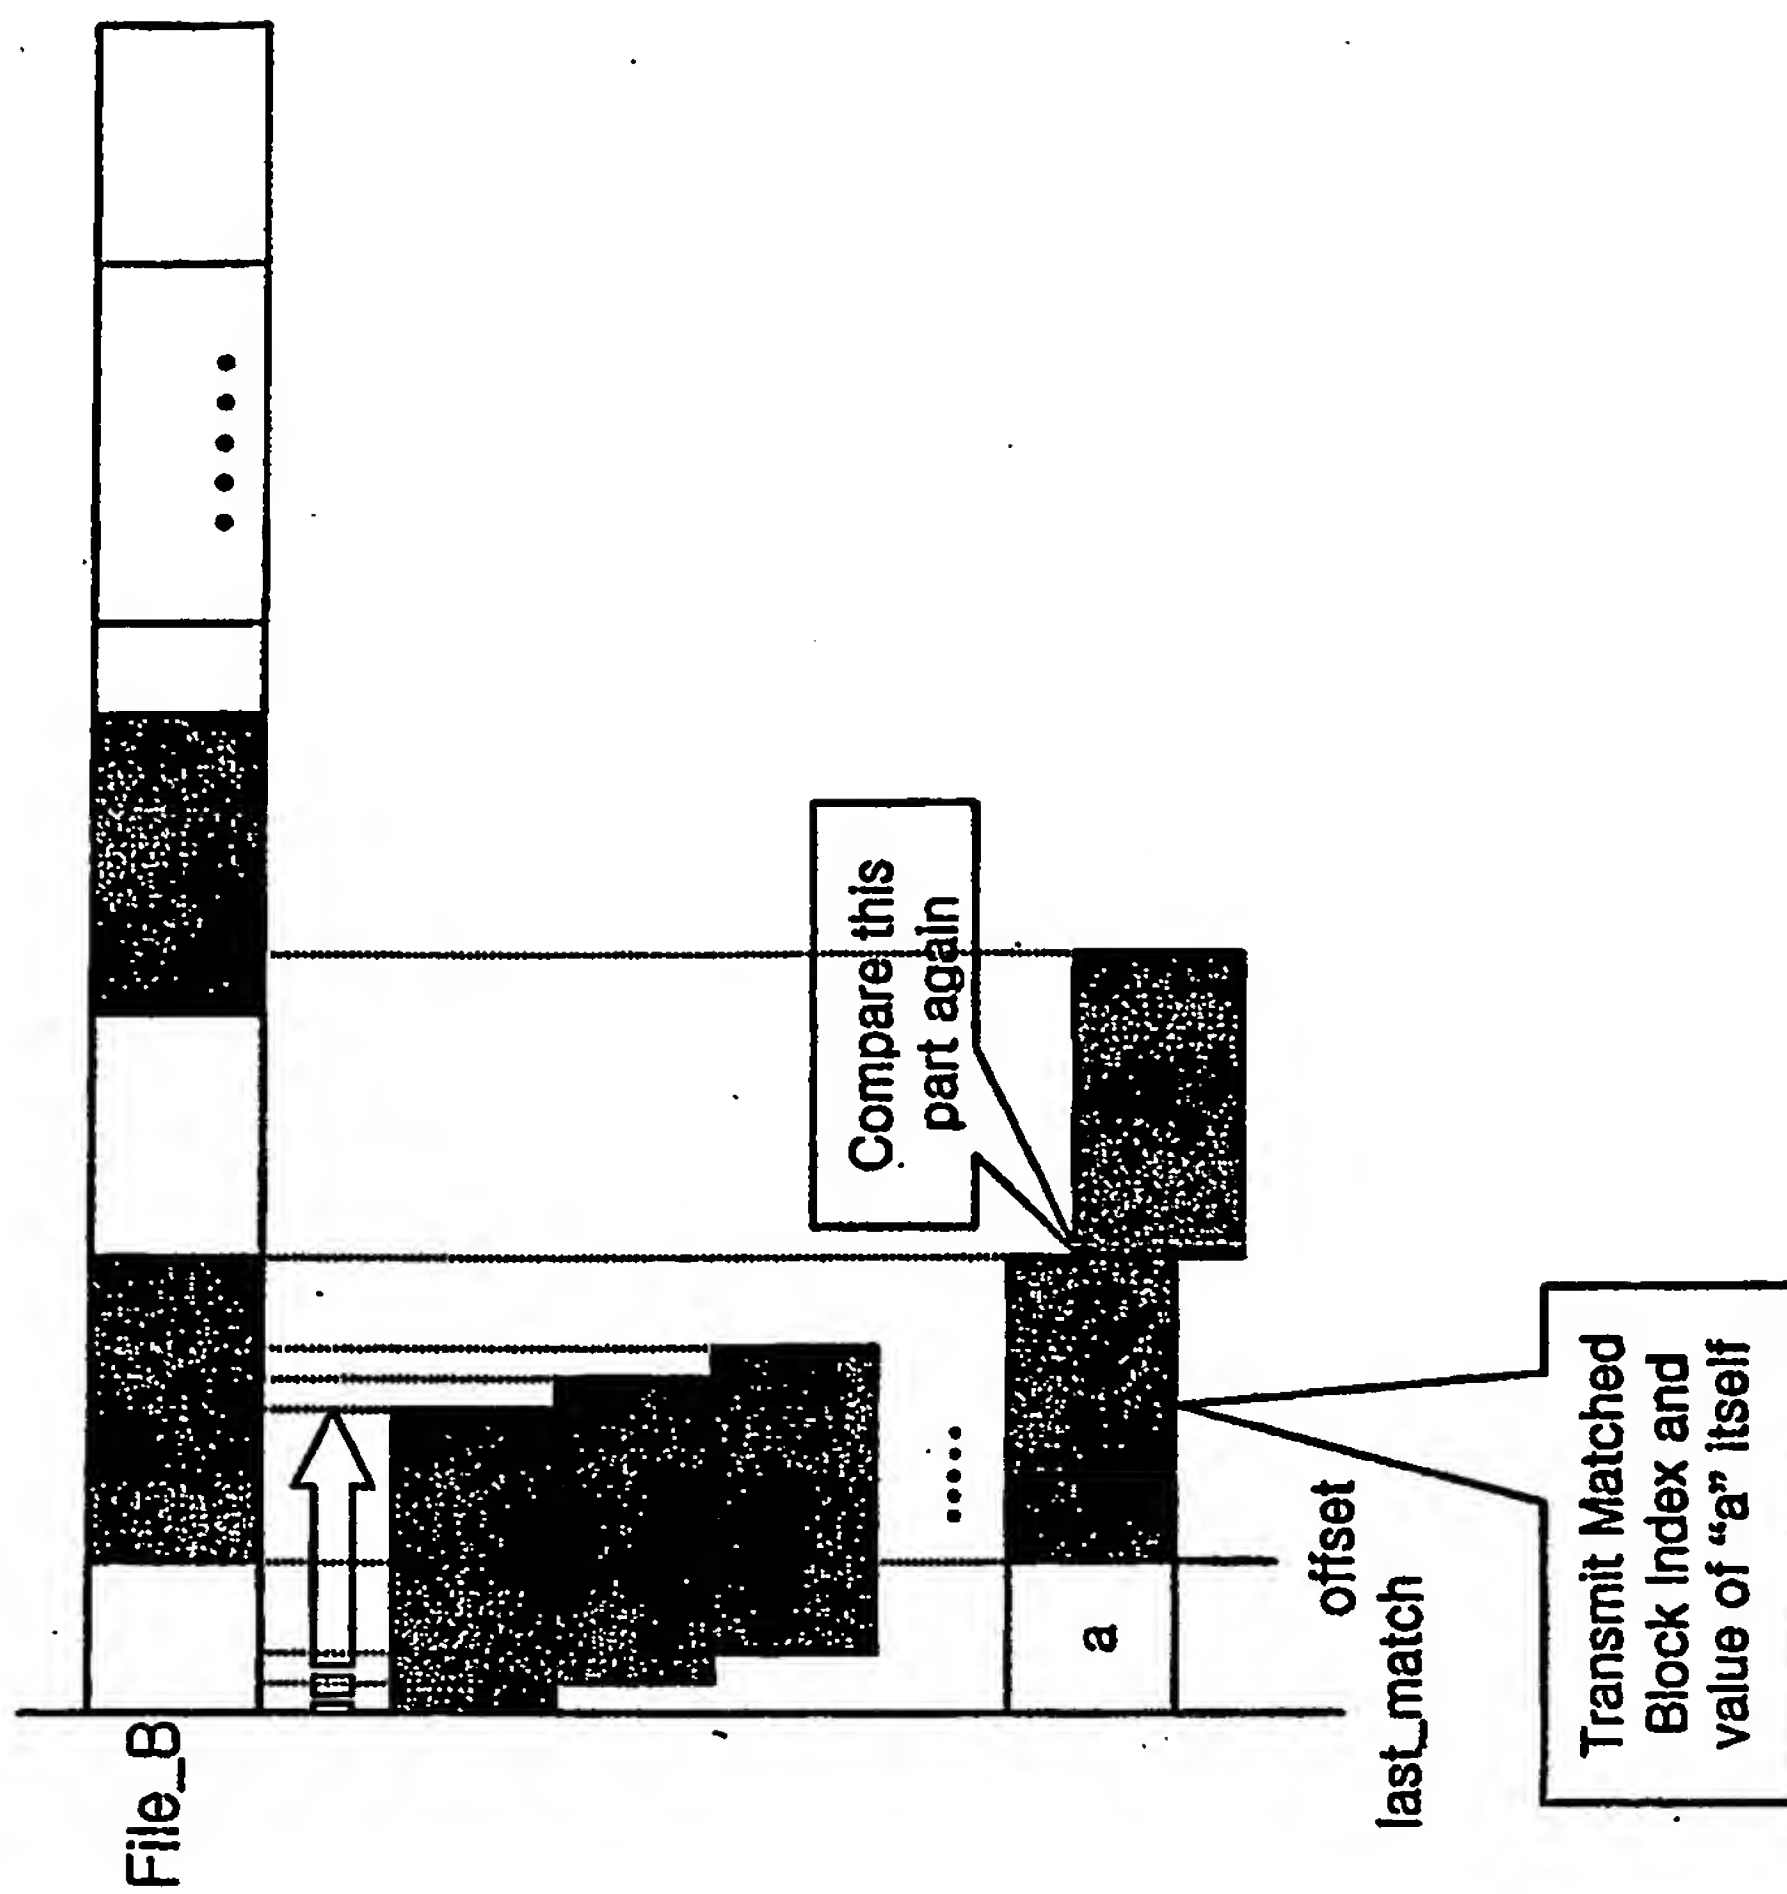 File_B
Compare this
part again
a
offset
last_match
Transmit Matched
Block Index and
value of “a” itself